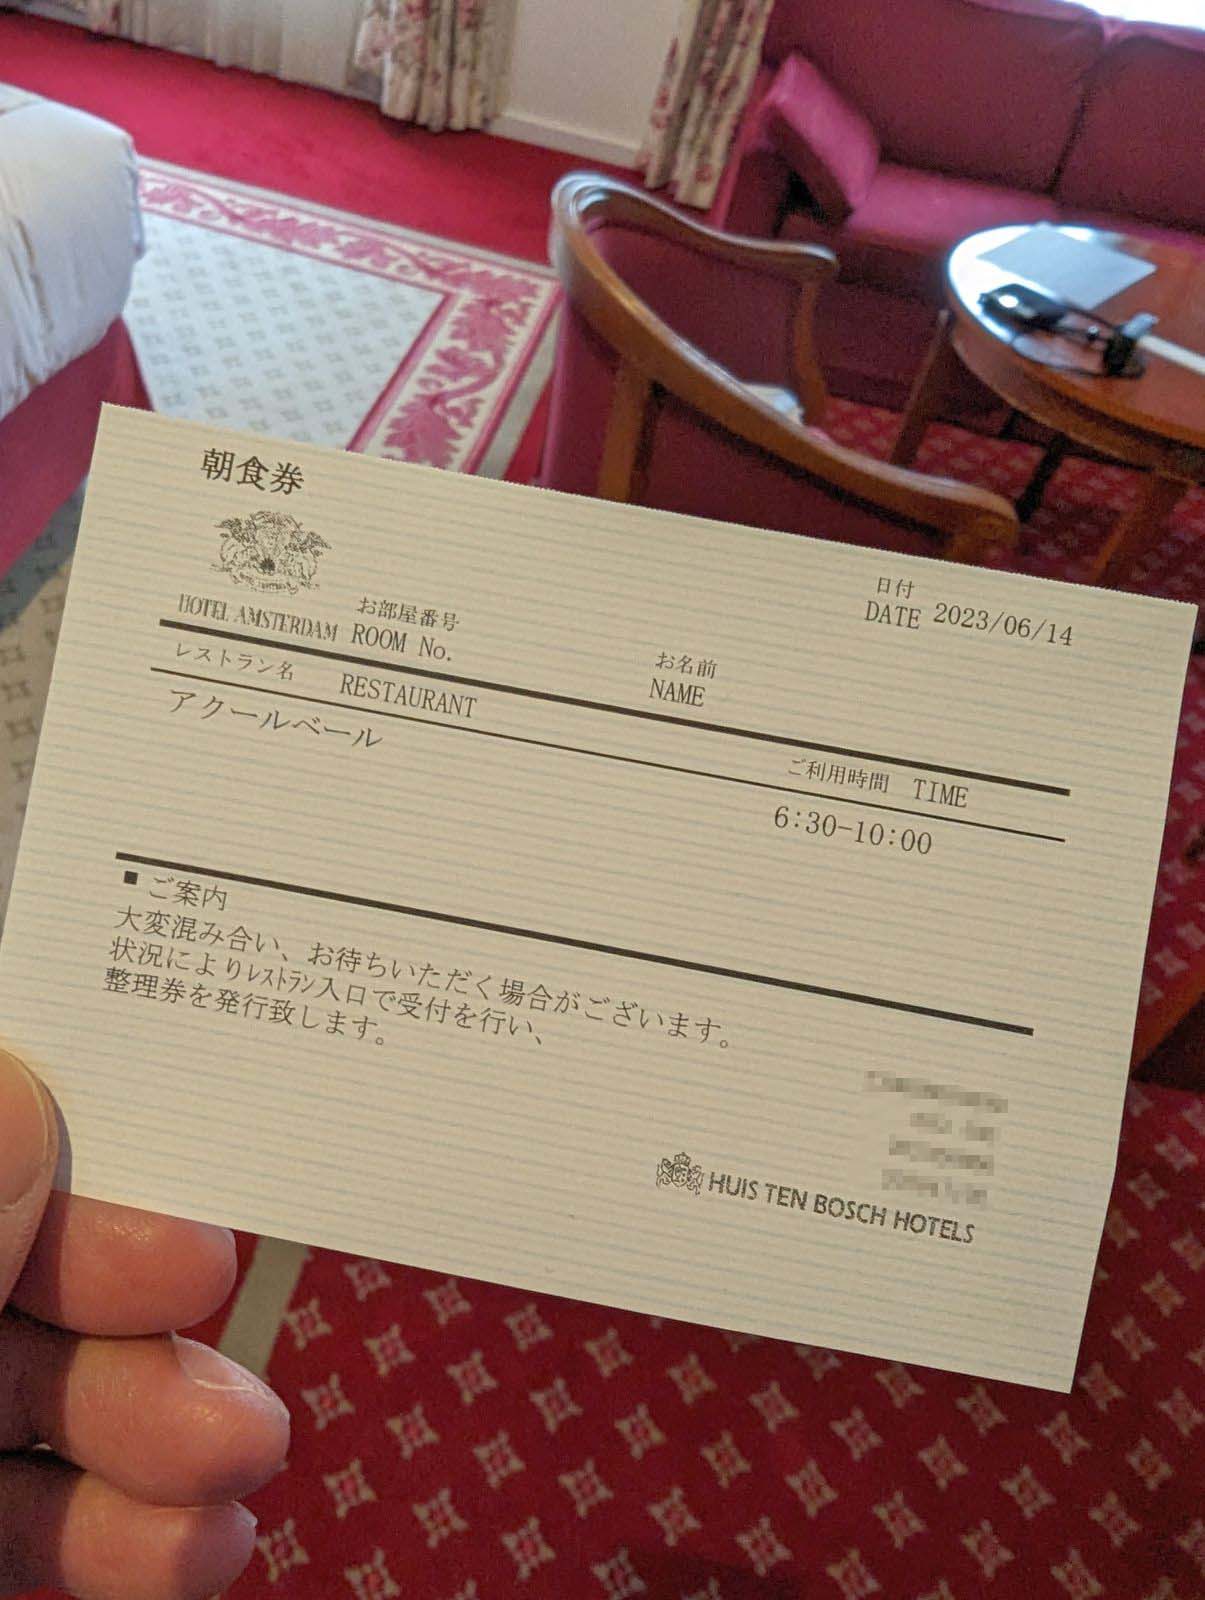 朝食券
HOTEL AMSTERDAM
お部屋番号
ROOM No.
お名前
NAME
日付
DATE 2023/06/14
レストラン名 RESTAURANT
ご利用時間 TIME
アクールベール
6:30-10:00
■ ご案内
大変混み合い、お待ちいただく場合がございます。
状況によりﾚｽﾄﾗﾝ入口で受付を行い、
整理券を発行致します。
HUIS TEN BOSCH HOTELS